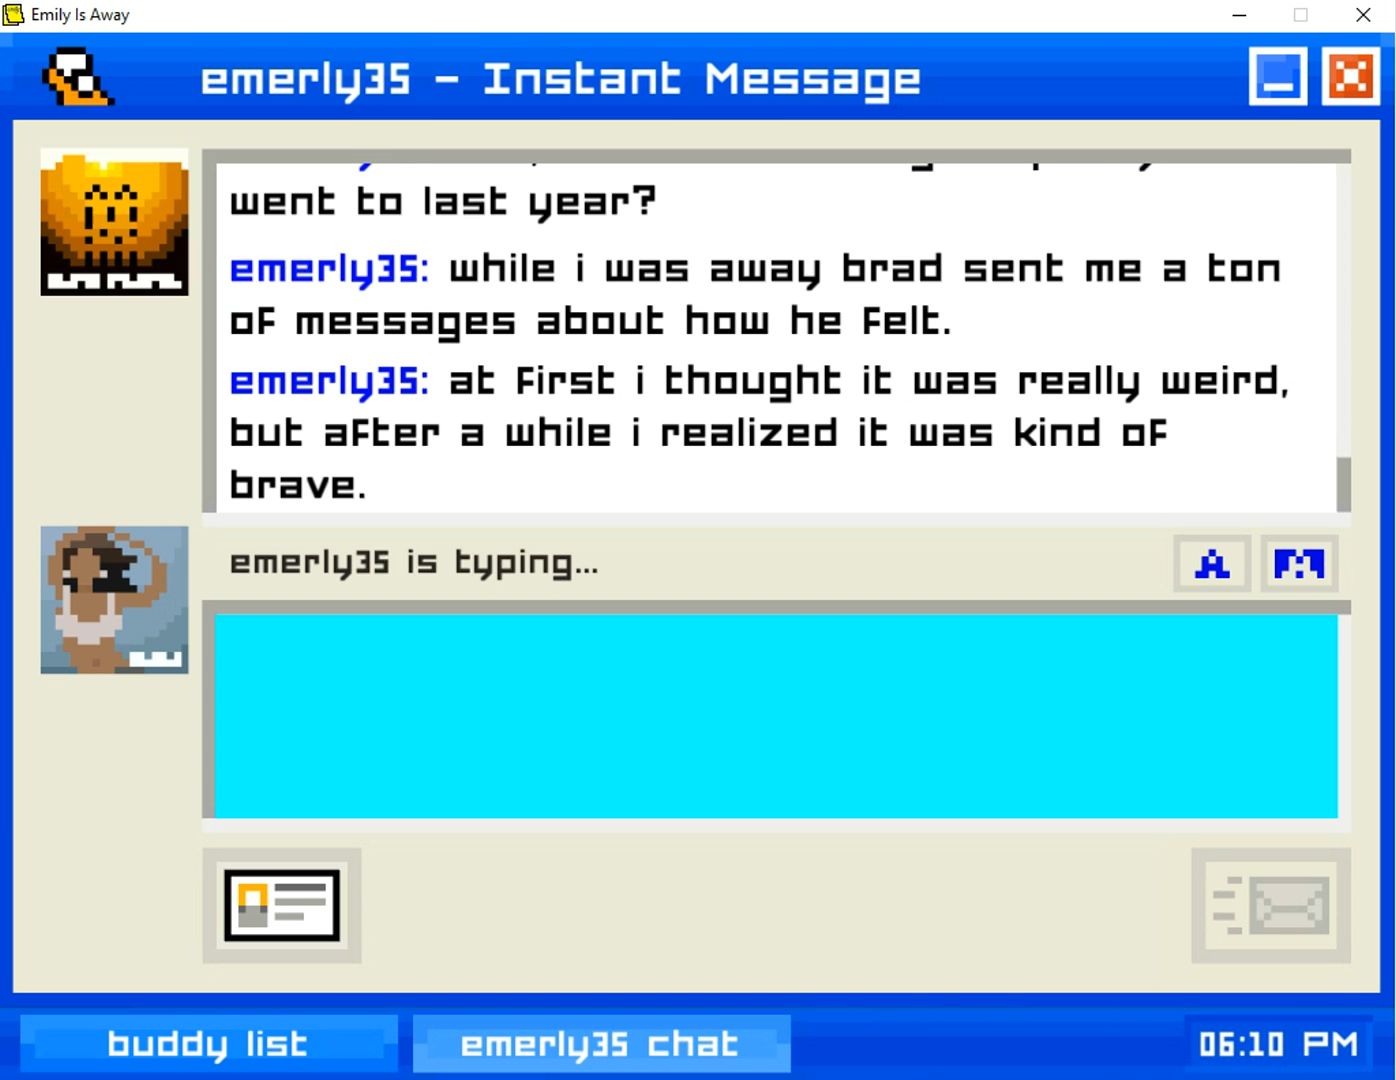 Emily Is Away
emerly35 - Instant Message
went to last year?
emerly35: while i was away brad sent me a ton
of messages about how he felt.
emerly35: at first i thought it was really weird,
but after a while i realized it was kind of
brave.
emerly35 is typing...
A
buddy list
emerly35 chat
06:10 PM